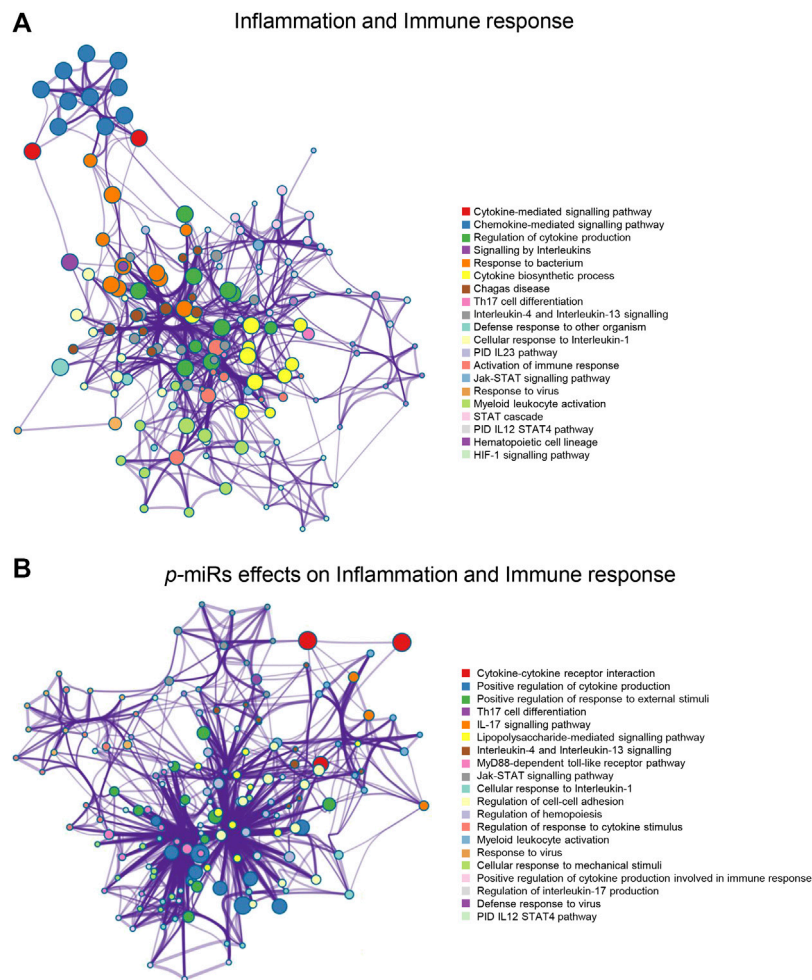 A
Inflammation and Immune response
Cytokine-mediated signalling pathway
Chemokine-mediated signalling pathway
Regulation of cytokine production
Signalling by Interleukins
Response to bacterium
Cytokine biosynthetic process
Chagas disease
Th17 cell differentiation
Interleukin-4 and Interleukin-13 signalling
Defense response to other organism
Cellular response to Interleukin-1
PID IL23 pathway
Activation of immune response
Jak-STAT signalling pathway
Response to virus
Myeloid leukocyte activation
STAT cascade
PID IL12 STAT4 pathway
Hematopoietic cell lineage
HIF-1 signalling pathway
B
p-miRs effects on Inflammation and Immune response
Cytokine-cytokine receptor interaction
Positive regulation of cytokine production
Positive regulation of response to external stimuli
Th17 cell differentiation
IL-17 signalling pathway
Lipopolysaccharide-mediated signalling pathway
Interleukin-4 and Interleukin-13 signalling
MyD88-dependent toll-like receptor pathway
Jak-STAT signalling pathway
Cellular response to Interleukin-1
Regulation of cell-cell adhesion
Regulation of hemopoiesis
Regulation of response to cytokine stimulus
Myeloid leukocyte activation
Response to virus
Cellular response to mechanical stimuli
Positive regulation of cytokine production involved in immune response
Regulation of interleukin-17 production
Defense response to virus
PID IL12 STAT4 pathway